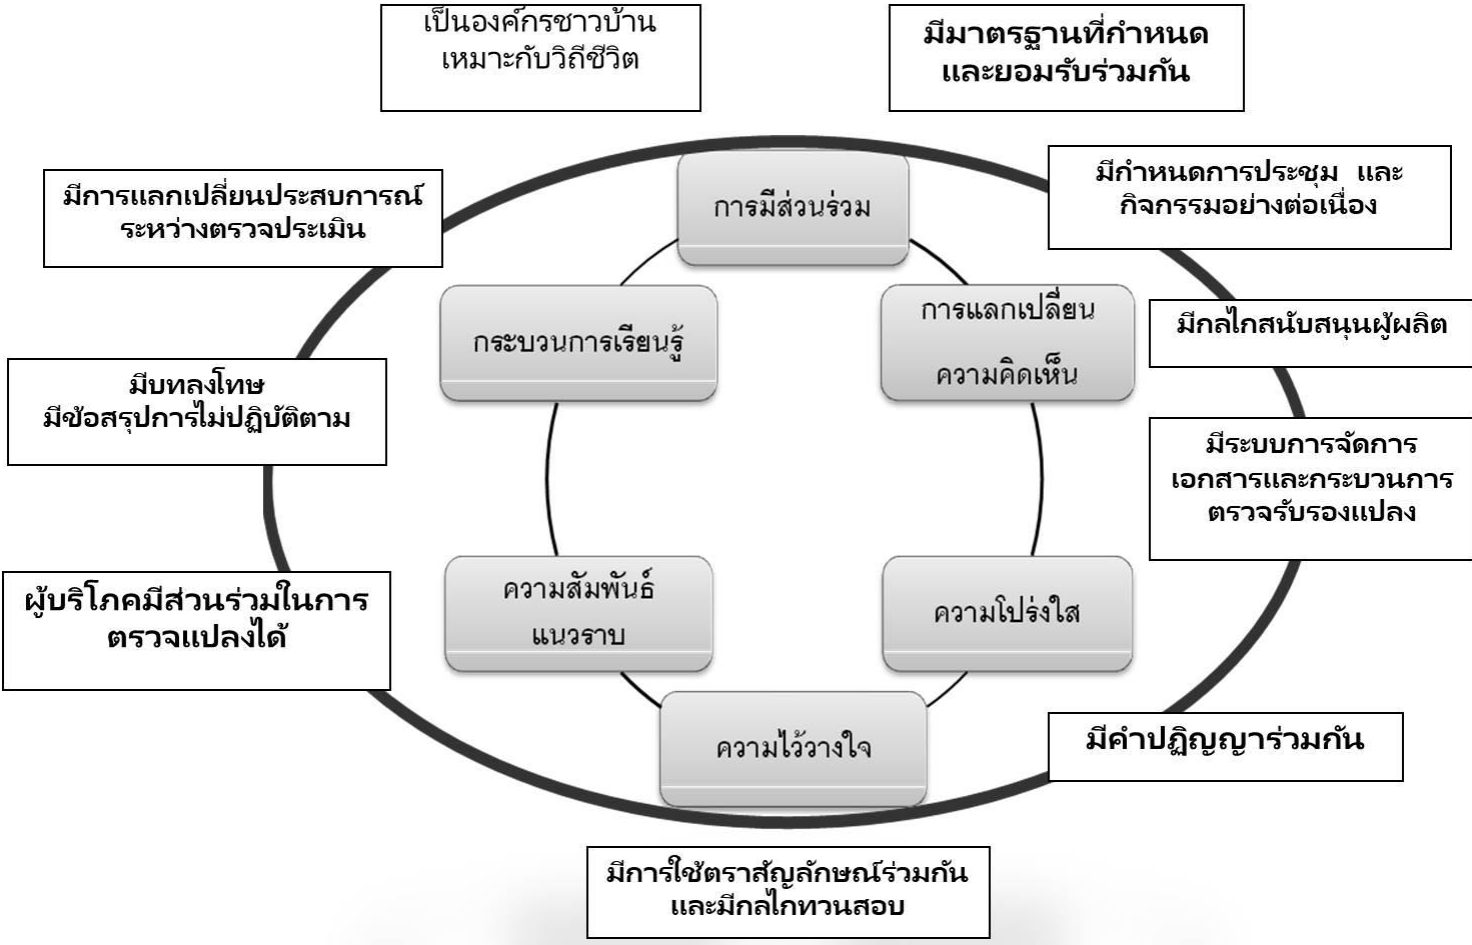 เป็นองค์กรชาวบ้าน
เหมาะกับวิถีชีวิต
มีมาตรฐานที่กำหนด
และยอมรับร่วมกัน
มีการแลกเปลี่ยนประสบการณ์
ระหว่างตรวจประเมิน
การมีส่วนร่วม
มีกำหนดการประชุม และ
กิจกรรมอย่างต่อเนื่อง
กระบวนการเรียนรู้
การแลกเปลี่ยน
ความคิดเห็น
มีกลไกสนับสนุนผู้ผลิต
มีบทลงโทษ
มีข้อสรุปการไม่ปฏิบัติตาม
มีระบบการจัดการ
เอกสารและกระบวนการ
ตรวจรับรองแปลง
ผู้บริโภคมีส่วนร่วมในการ
ตรวจแปลงได้
ความสัมพันธ์
แนวราบ
ความโปร่งใส
ความไว้วางใจ
มีคำปฏิญญาร่วมกัน
มีการใช้ตราสัญลักษณ์ร่วมกัน
และมีกลไกทวนสอบ